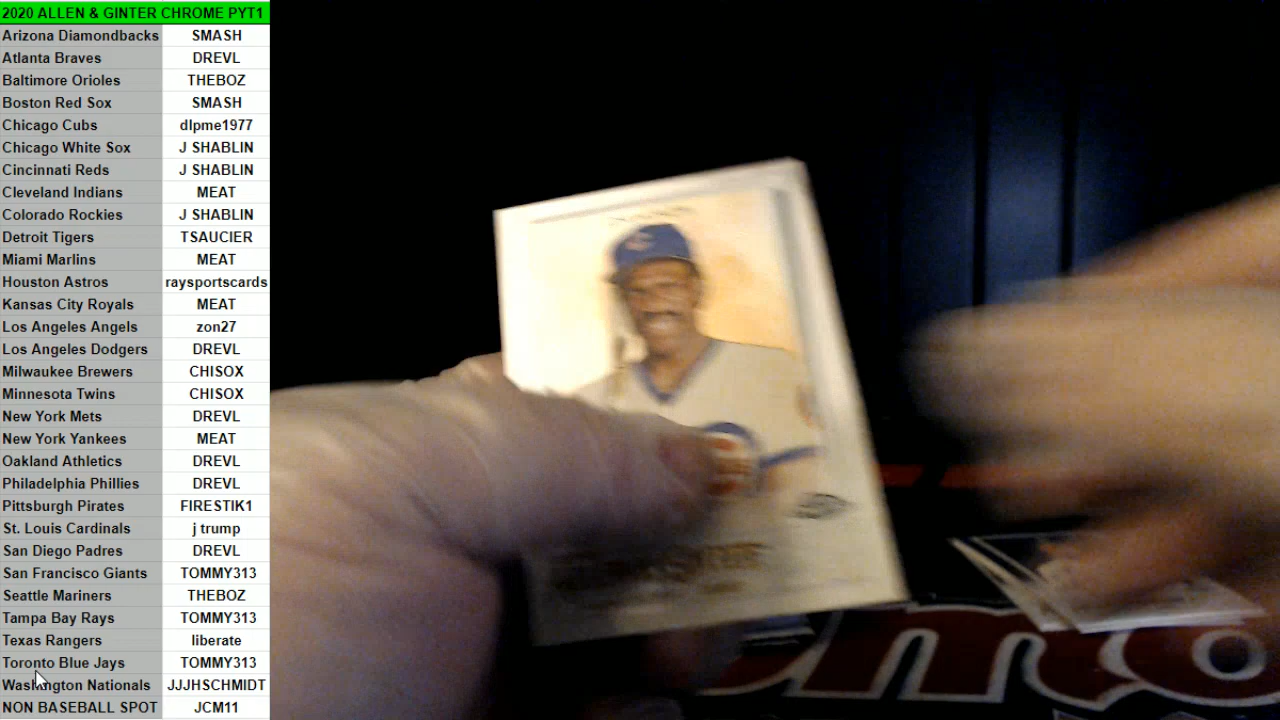 2020 ALLEN & GINTER CHROME PYT1
Arizona Diamondbacks SMASH
Atlanta Braves DREVL
Baltimore Orioles THEBOZ
Boston Red Sox SMASH
Chicago Cubs dlpme1977
Chicago White Sox J SHABLIN
Cincinnati Reds J SHABLIN
Cleveland Indians MEAT
Colorado Rockies J SHABLIN
Detroit Tigers TSAUCIER
Miami Marlins MEAT
Houston Astros raysportscards
Kansas City Royals MEAT
Los Angeles Angels zon27
Los Angeles Dodgers DREVL
Milwaukee Brewers CHISOX
Minnesota Twins CHISOX
New York Mets DREVL
New York Yankees MEAT
Oakland Athletics DREVL
Philadelphia Phillies DREVL
Pittsburgh Pirates FIRESTIK1
St. Louis Cardinals j trump
San Diego Padres DREVL
San Francisco Giants TOMMY313
Seattle Mariners THEBOZ
Tampa Bay Rays TOMMY313
Texas Rangers liberate
Toronto Blue Jays TOMMY313
Washington Nationals JJJHSCHMIDT
NON BASEBALL SPOT JCM11